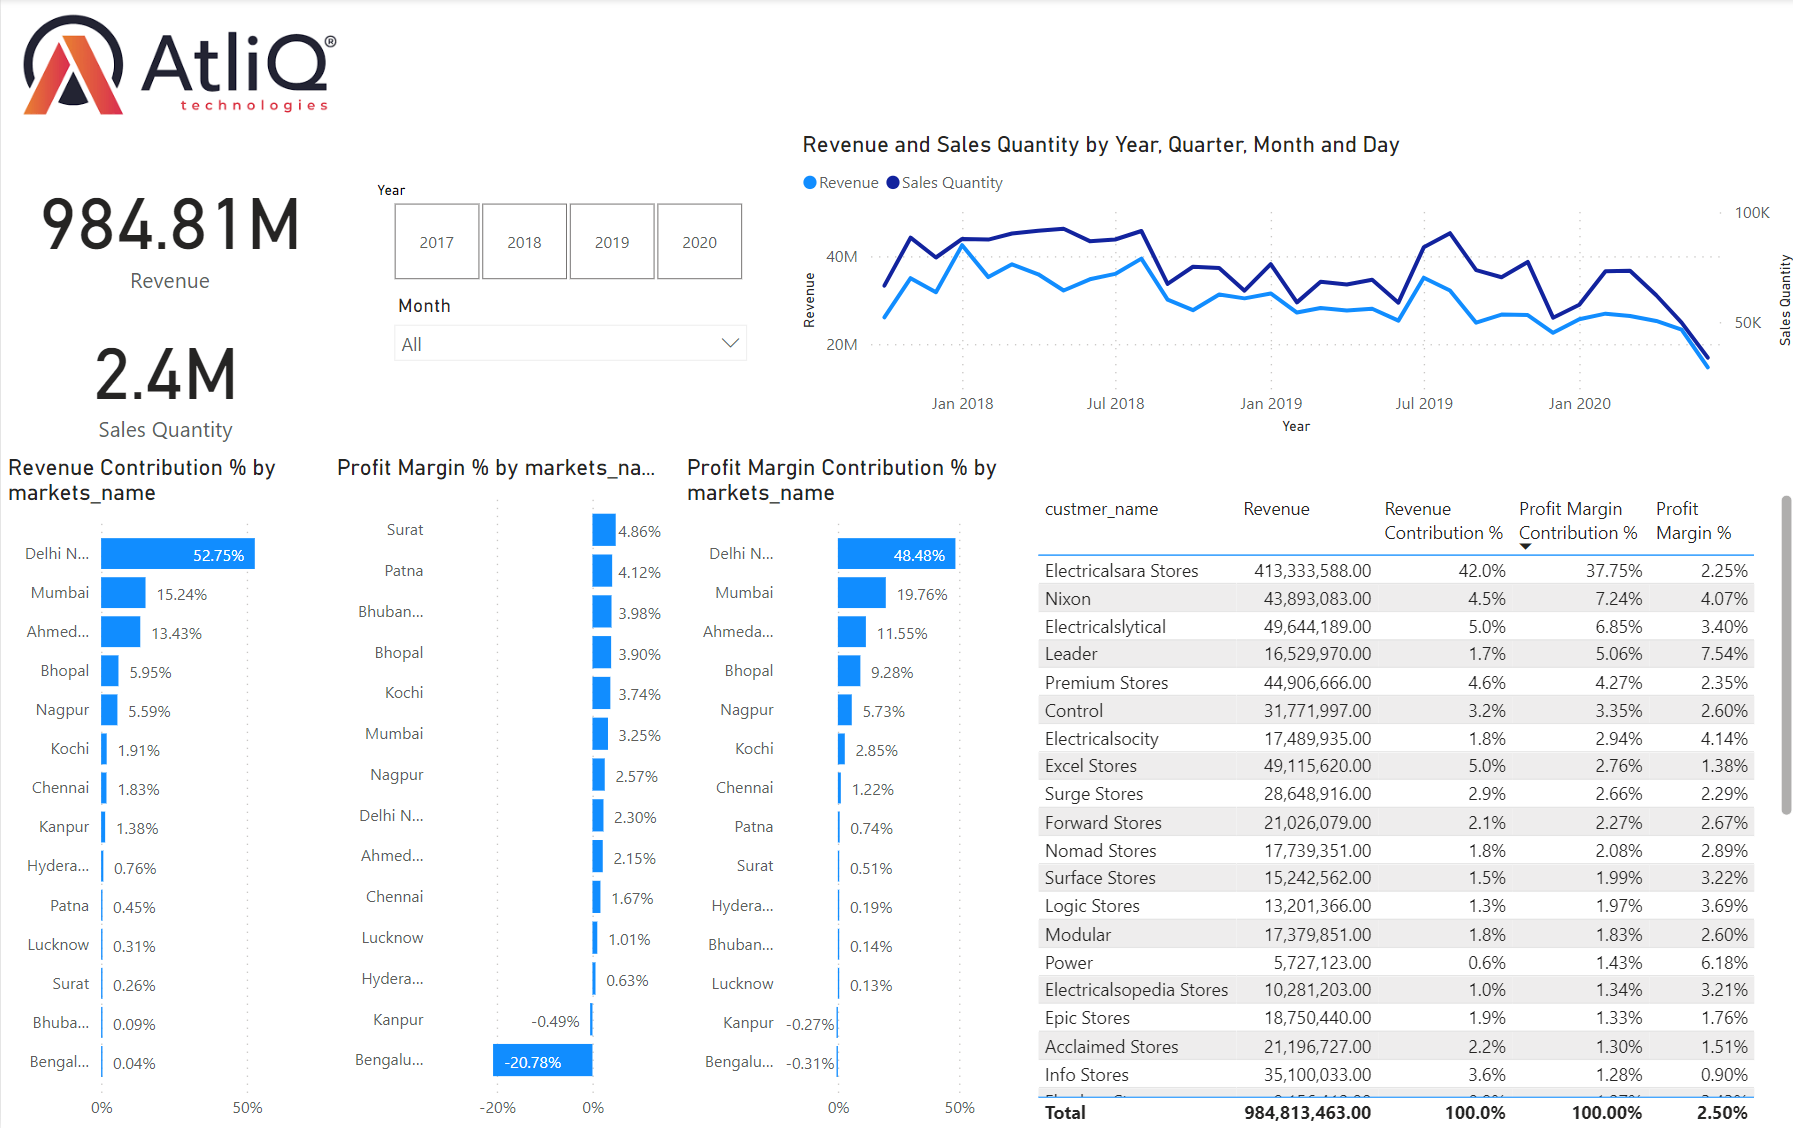 AtliQ®
technologies
984.81M
Revenue
2.4M
Sales Quantity
Year
2017 2018 2019 2020
Month
All
Revenue and Sales Quantity by Year, Quarter, Month and Day
Revenue Sales Quantity
100K
40M
50K
20M
Revenue
Sales Quantity
Jan 2018 Jul 2018 Jan 2019 Jul 2019 Jan 2020
Year
Revenue Contribution % by
markets_name
Delhi N... 52.75%
Mumbai 15.24%
Ahmed... 13.43%
Bhopal 5.95%
Nagpur 5.59%
Kochi 1.91%
Chennai 1.83%
Kanpur 1.38%
Hydera... 0.76%
Patna 0.45%
Lucknow 0.31%
Surat 0.26%
Bhuba... 0.09%
Bengal... 0.04%
0% 50%
Profit Margin % by markets_na...
Surat 4.86%
Patna 4.12%
Bhuban... 3.98%
Bhopal 3.90%
Kochi 3.74%
Mumbai 3.25%
Nagpur 2.57%
Delhi N... 2.30%
Ahmed... 2.15%
Chennai 1.67%
Lucknow 1.01%
Hydera... 0.63%
Kanpur -0.49%
Bengalu... -20.78%
-20% 0%
Profit Margin Contribution % by
markets_name
Delhi N... 48.48%
Mumbai 19.76%
Ahmeda... 11.55%
Bhopal 9.28%
Nagpur 5.73%
Kochi 2.85%
Chennai 1.22%
Patna 0.74%
Surat 0.51%
Hydera... 0.19%
Bhuban... 0.14%
Lucknow 0.13%
Kanpur -0.27%
Bengalu... -0.31%
0% 50%
custmer_name Revenue Revenue Profit Margin Profit
Contribution % Contribution % Margin %
Electricalsara Stores 413,333,588.00 42.0% 37.75% 2.25%
Nixon 43,893,083.00 4.5% 7.24% 4.07%
Electricalslytical 49,644,189.00 5.0% 6.85% 3.40%
Leader 16,529,970.00 1.7% 5.06% 7.54%
Premium Stores 44,906,666.00 4.6% 4.27% 2.35%
Control 31,771,997.00 3.2% 3.35% 2.60%
Electricalsocity 17,489,935.00 1.8% 2.94% 4.14%
Excel Stores 49,115,620.00 5.0% 2.76% 1.38%
Surge Stores 28,648,916.00 2.9% 2.66% 2.29%
Forward Stores 21,026,079.00 2.1% 2.27% 2.67%
Nomad Stores 17,739,351.00 1.8% 2.08% 2.89%
Surface Stores 15,242,562.00 1.5% 1.99% 3.22%
Logic Stores 13,201,366.00 1.3% 1.97% 3.69%
Modular 17,379,851.00 1.8% 1.83% 2.60%
Power 5,727,123.00 0.6% 1.43% 6.18%
Electricalsopedia Stores 10,281,203.00 1.0% 1.34% 3.21%
Epic Stores 18,750,440.00 1.9% 1.33% 1.76%
Acclaimed Stores 21,196,727.00 2.2% 1.30% 1.51%
Info Stores 35,100,033.00 3.6% 1.28% 0.90%
Total 984,813,463.00 100.0% 100.00% 2.50%